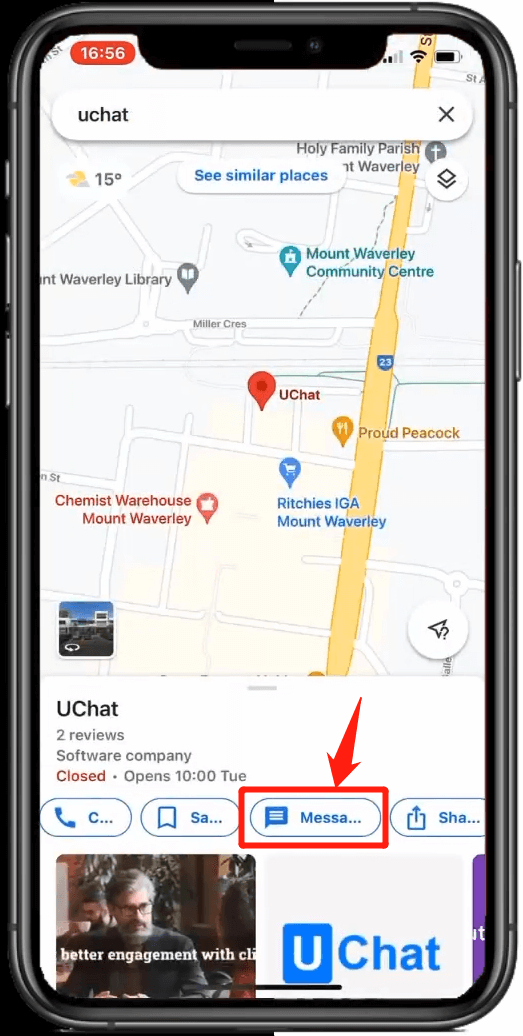 16:56
uchat
Holy Family Parish
nt Waverley
St A
15°
See similar places
Mount Waverley
Community Centre
nt Waverley Library
Miller Cres
23
UChat
Proud Peacock
n St
Ritchies IGA
Mount Waverley
Chemist Warehouse
Mount Waverley
UChat
2 reviews
Software company
Closed · Opens 10:00 Tue
C...
Sa...
Messa...
Sha...
better engagement with cli
UChat